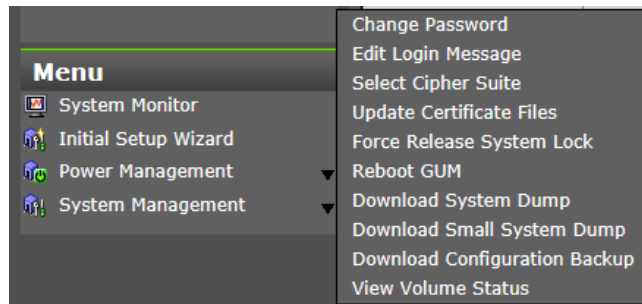 Menu
System Monitor
Initial Setup Wizard
Power Management
System Management
Change Password
Edit Login Message
Select Cipher Suite
Update Certificate Files
Force Release System Lock
Reboot GUM
Download System Dump
Download Small System Dump
Download Configuration Backup
View Volume Status